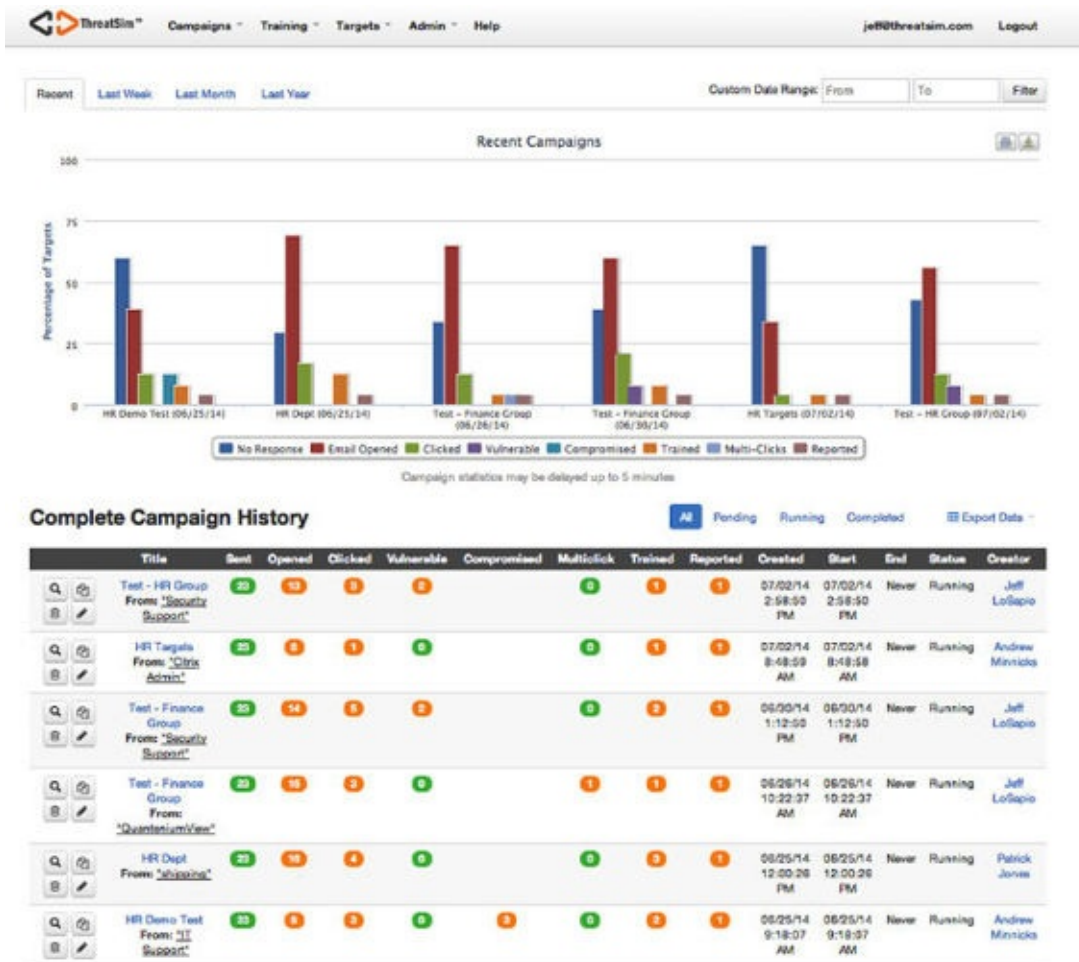 ThreatSim™ Campaigns Training Targets Admin Help jeff@threatsim.com Logout
Recent Last Week Last Month Last Year Custom Date Range: From To Filter
Recent Campaigns
100
75
50
25
0
Percentage of Targets
HR Demo Test (06/25/14)
HR Dept (06/25/14)
Test - Finance Group
(06/26/14)
Test - Finance Group
(06/30/14)
HR Targets (07/02/14)
Test - HR Group (07/02/14)
No Response Email Opened Clicked Vulnerable Compromised Trained Multi-Clicks Reported
Campaign statistics may be delayed up to 5 minutes
Complete Campaign History
All Pending Running Completed Export Data
Title Sent Opened Clicked Vulnerable Compromised Multiclick Trained Reported Created Start End Status Creator
Test - HR Group 23 13 3 2 0 1 1 07/02/14 07/02/14 Never Running Jeff
From: "Security 2:58:50 2:58:50 LoSapio
Support" PM PM
HR Targets 23 8 1 0 0 1 1 07/02/14 07/02/14 Never Running Andrew
From: "Citrix 8:48:59 8:48:58 Minnicks
Admin" AM AM
Test - Finance 23 14 5 2 0 2 1 06/30/14 06/30/14 Never Running Jeff
Group 1:12:50 1:12:50 LoSapio
From: "Security PM PM
Support"
Test - Finance 23 15 3 0 1 1 1 06/26/14 06/26/14 Never Running Jeff
Group 10:22:37 10:22:37 LoSapio
From: AM AM
"QuanteniumView"
HR Dept 23 16 4 0 0 3 1 06/25/14 06/25/14 Never Running Patrick
From: "shipping" 12:00:26 12:00:26 Jones
PM PM
HR Demo Test 23 3 0 3 0 2 1 06/25/14 06/25/14 Never Running Andrew
From: "IT 9:18:07 9:18:07 Minnicks
Support" AM AM